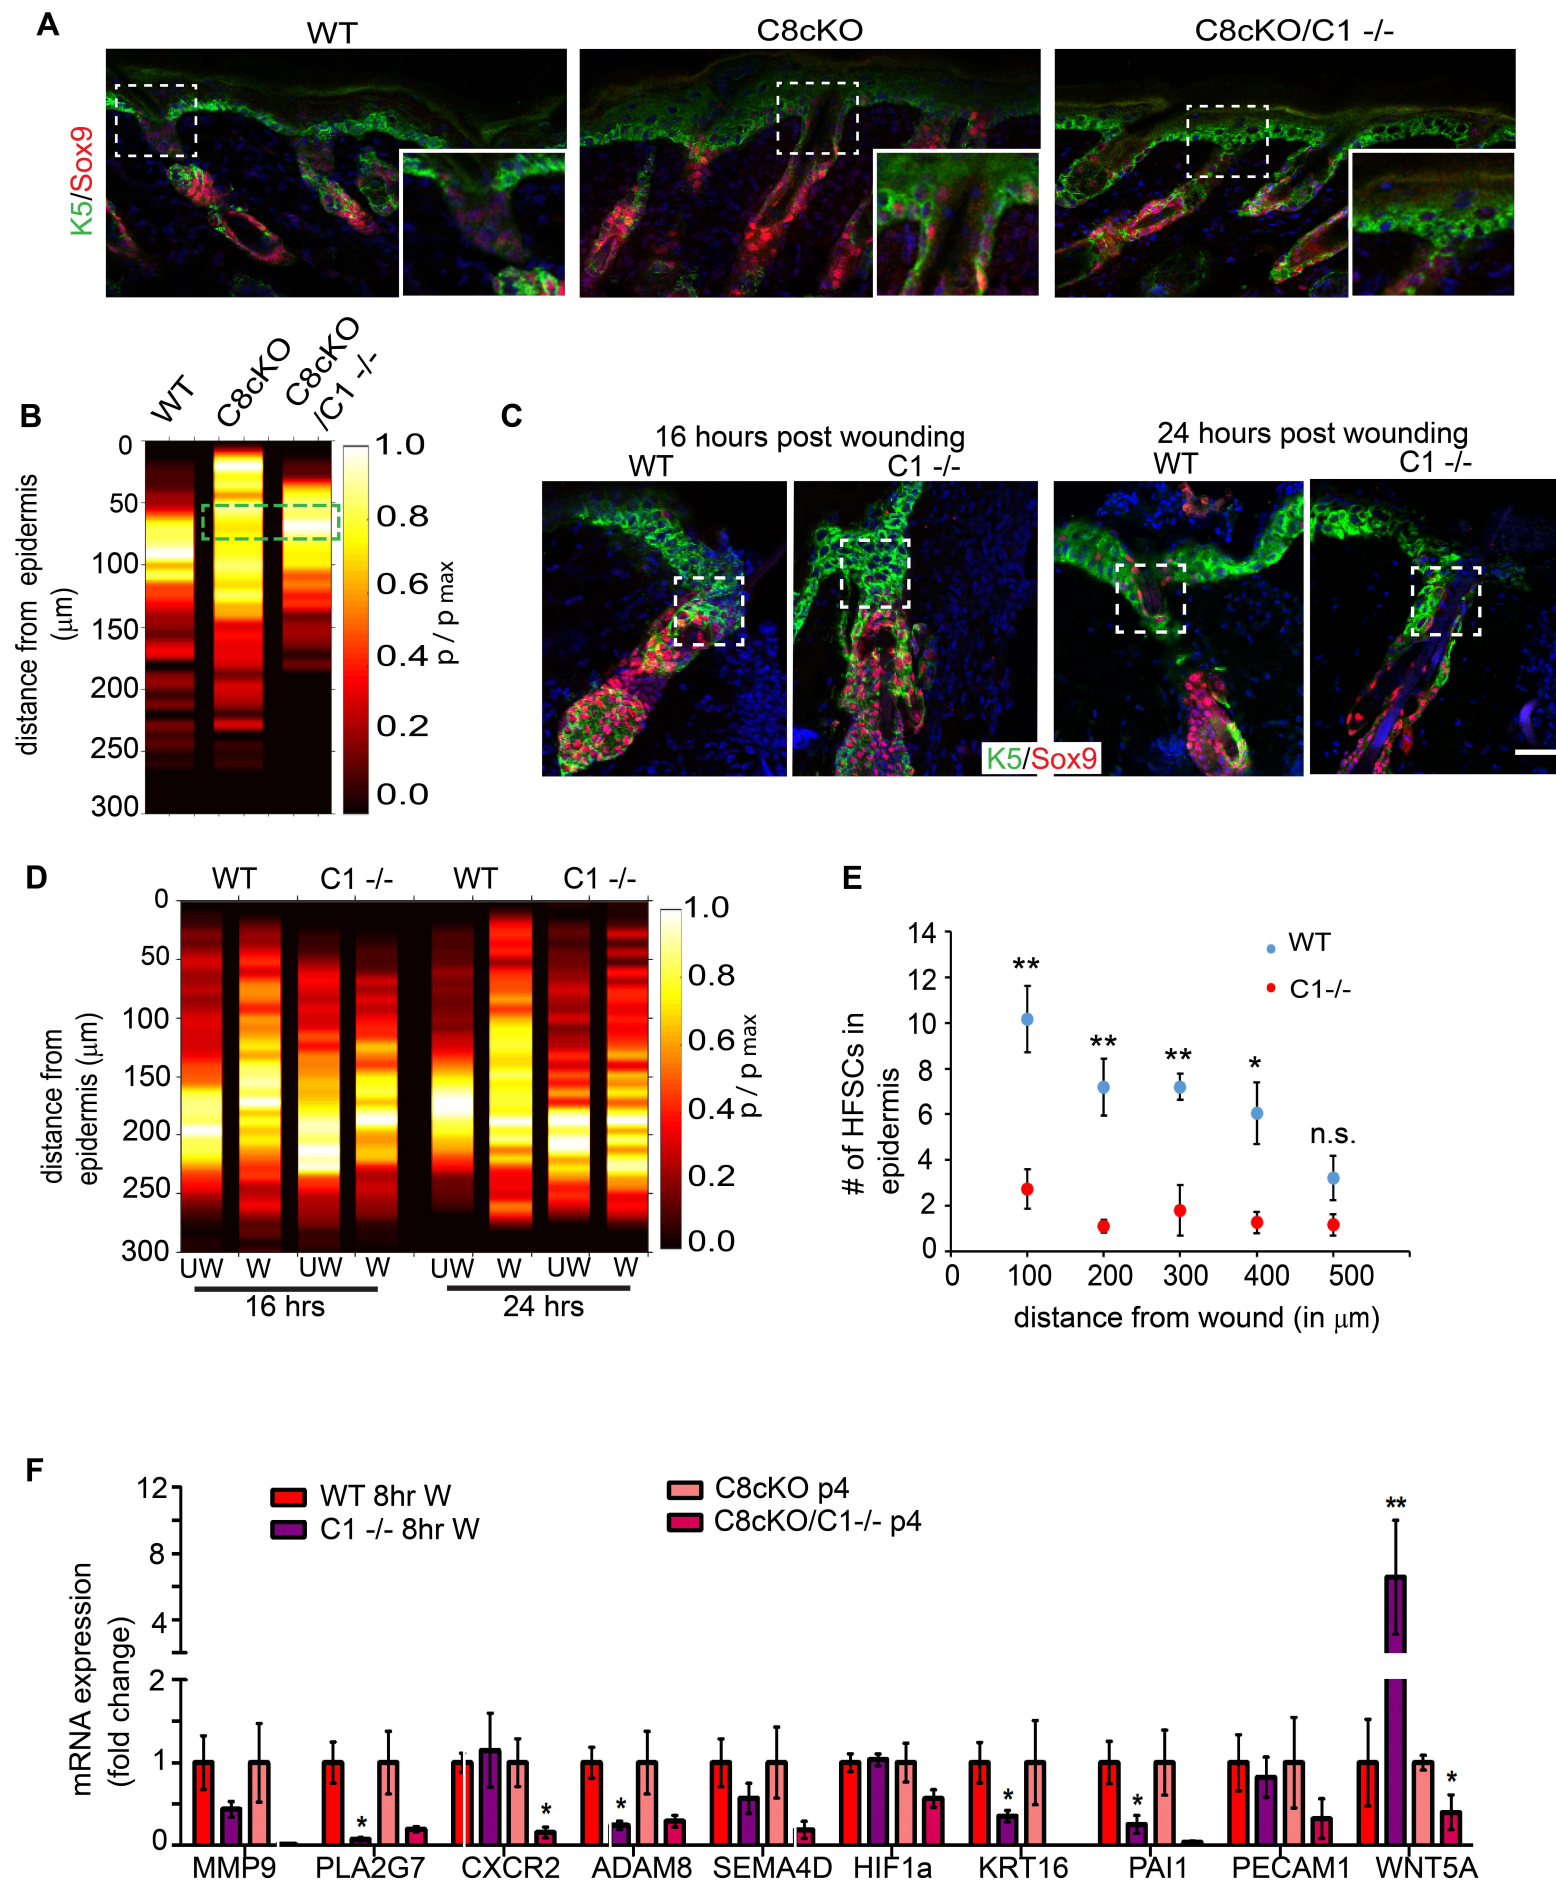 A
WT
C8cKO
C8cKO/C1 -/-
K5/Sox9
B
WT
C8cKO
C8cKO
/C1 -/-
0
50
100
150
200
250
300
distance from epidermis
(μm)
1.0
0.8
0.6
0.4
0.2
0.0
p / p max
C
16 hours post wounding
24 hours post wounding
WT
C1 -/-
WT
C1 -/-
K5/Sox9
D
WT
C1 -/-
WT
C1 -/-
0
50
100
150
200
250
300
distance from
epidermis (μm)
1.0
0.8
0.6
0.4
0.2
0.0
p / p max
UW
W
UW
W
UW
W
UW
W
16 hrs
24 hrs
E
14
12
10
8
6
4
2
0
# of HFSCs in
epidermis
WT
C1-/-
**
**
**
*
n.s.
0
100
200
300
400
500
distance from wound (in μm)
F
12
8
4
2
1
0
mRNA expression
(fold change)
WT 8hr W
C1 -/- 8hr W
C8cKO p4
C8cKO/C1-/- p4
*
*
*
*
*
**
*
MMP9
PLA2G7
CXCR2
ADAM8
SEMA4D
HIF1a
KRT16
PAI1
PECAM1
WNT5A